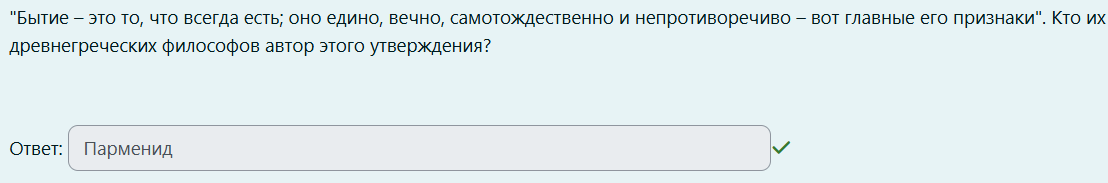 "Бытие – это то, что всегда есть; оно едино, вечно, самотождественно и непротиворечиво – вот главные его признаки". Кто их
древнегреческих философов автор этого утверждения?
Ответ: Парменид